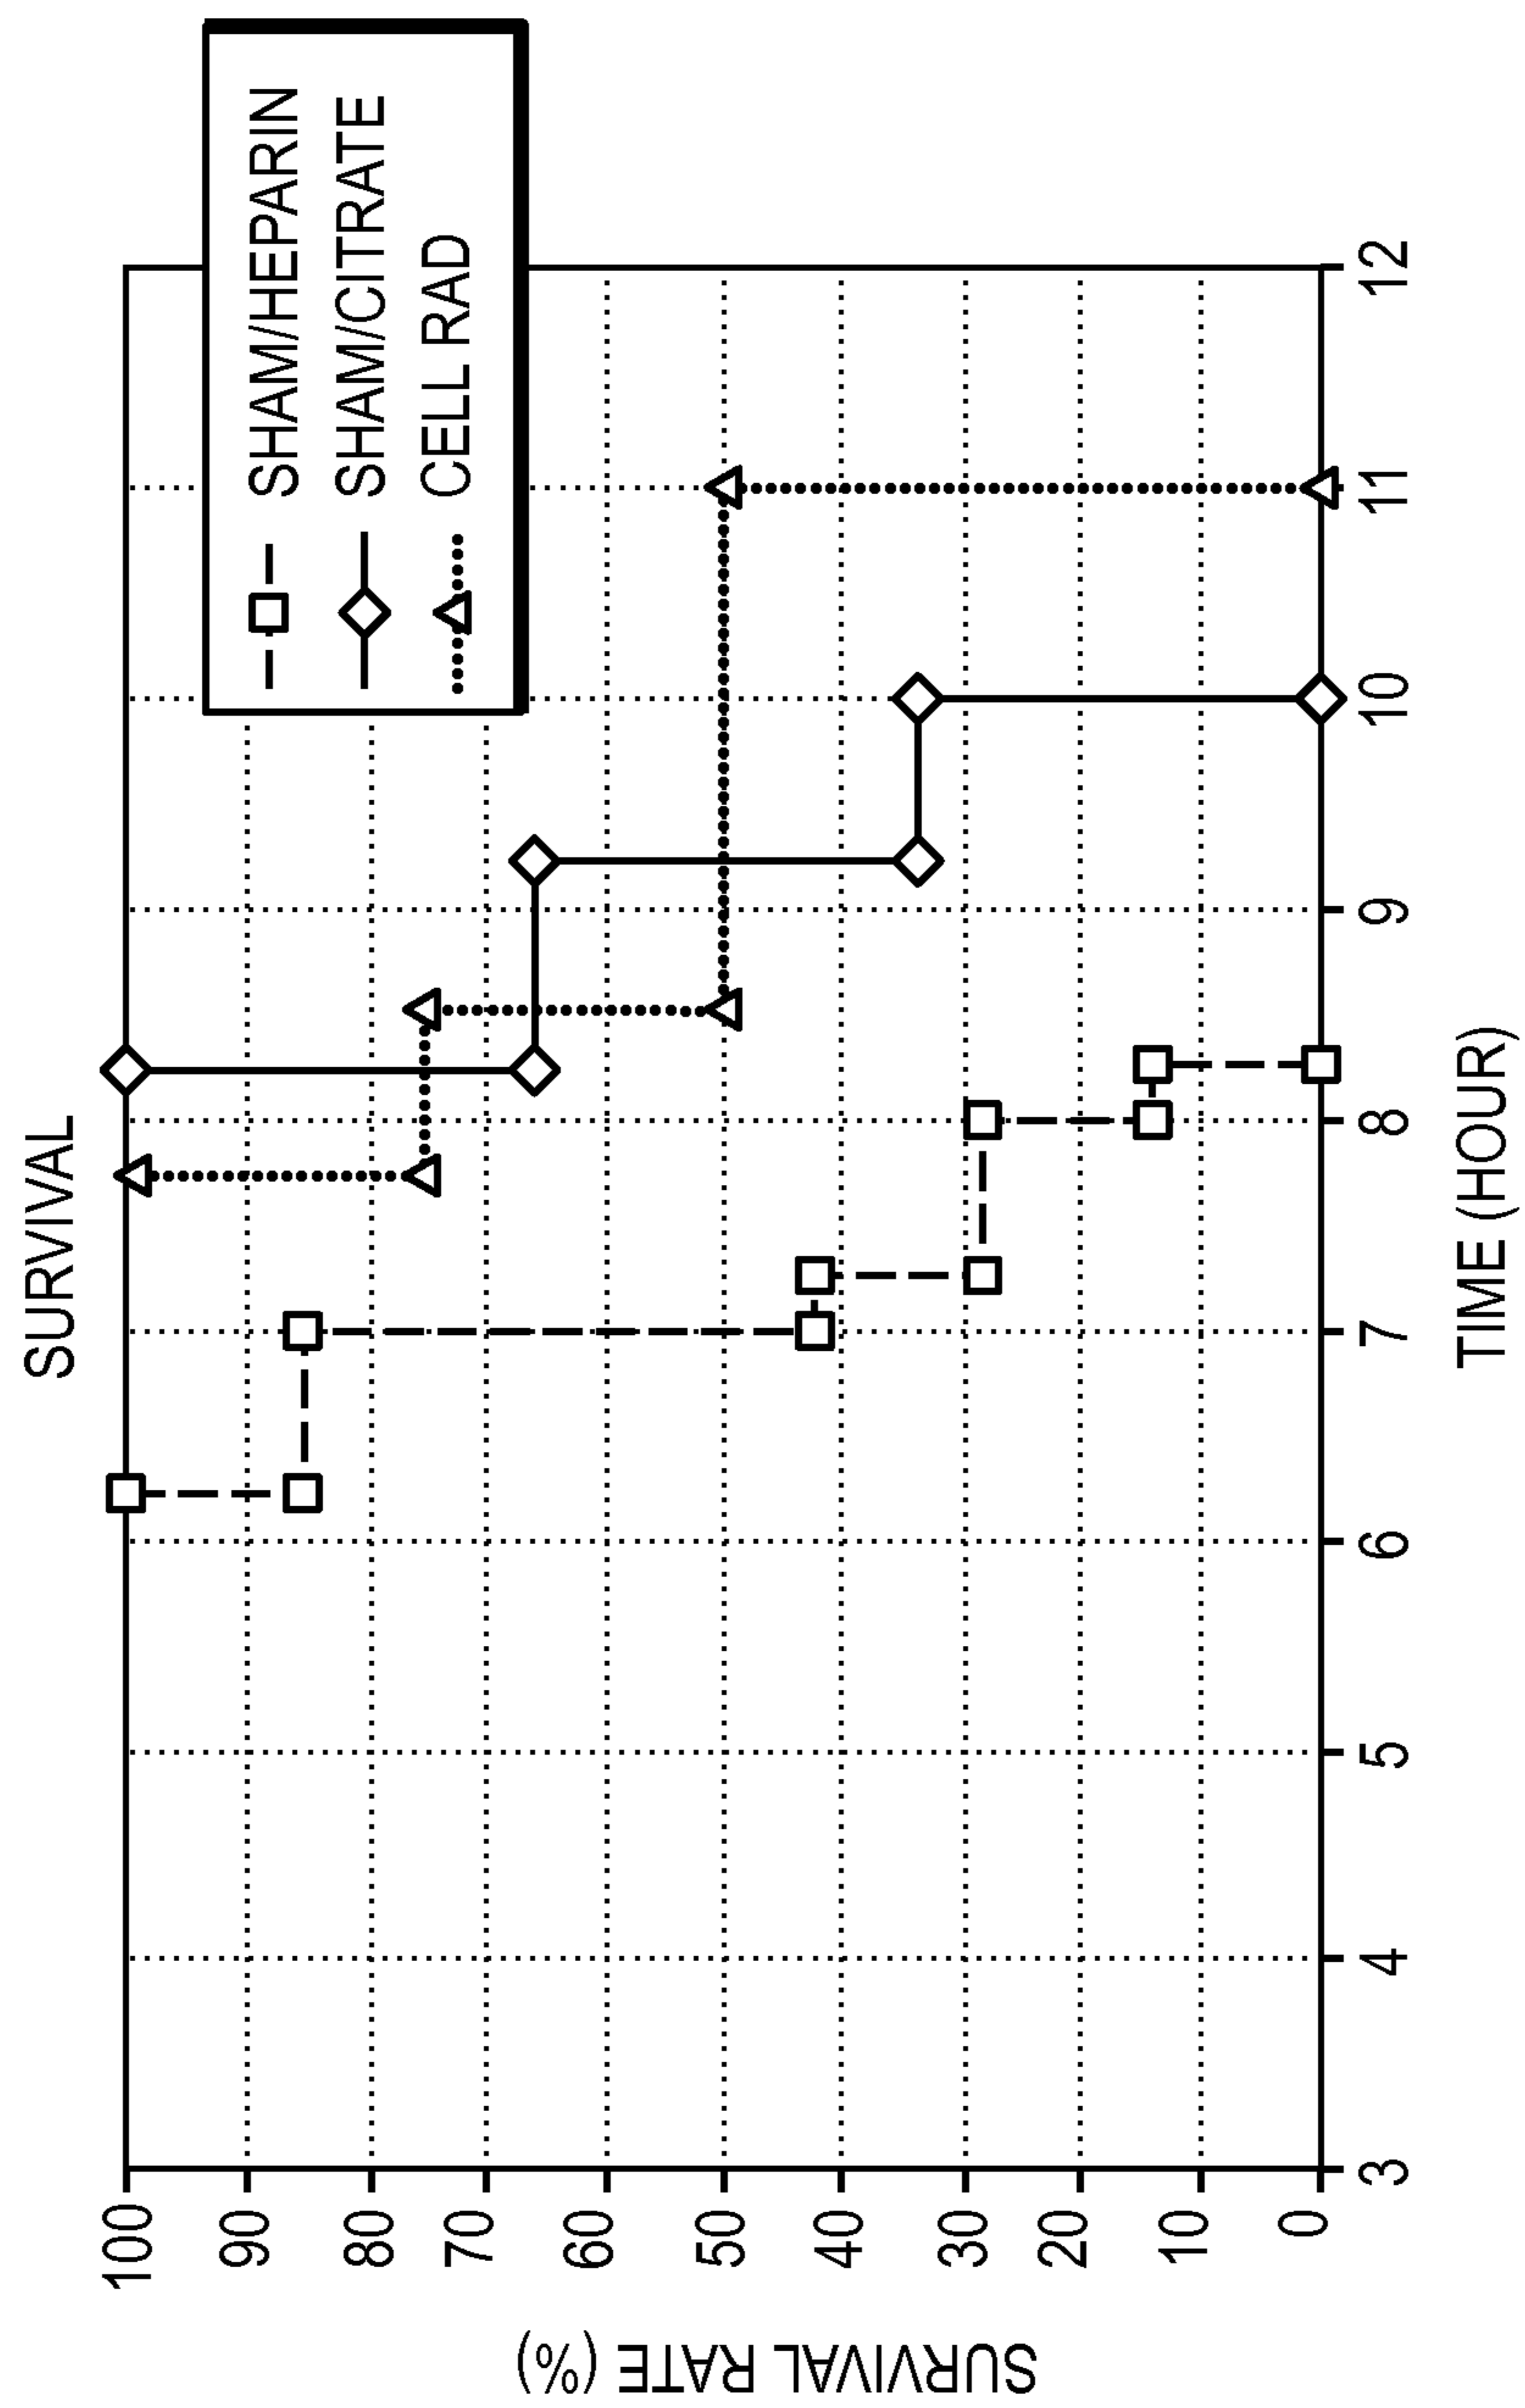 SURVIVAL
SHAM/HEPARIN
SHAM/CITRATE
CELL RAD
SURVIVAL RATE (%)
100
90
80
70
60
50
40
30
20
10
0
3 4 5 6 7 8 9 10 11 12
TIME (HOUR)